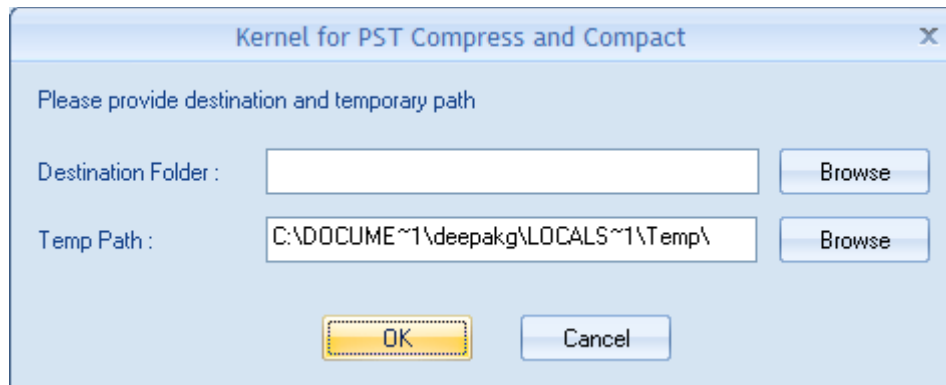 Kernel for PST Compress and Compact
Please provide destination and temporary path
Destination Folder :
Browse
Temp Path :
C:\DOCUME~1\deepakg\LOCALS~1\Temp\
Browse
OK
Cancel